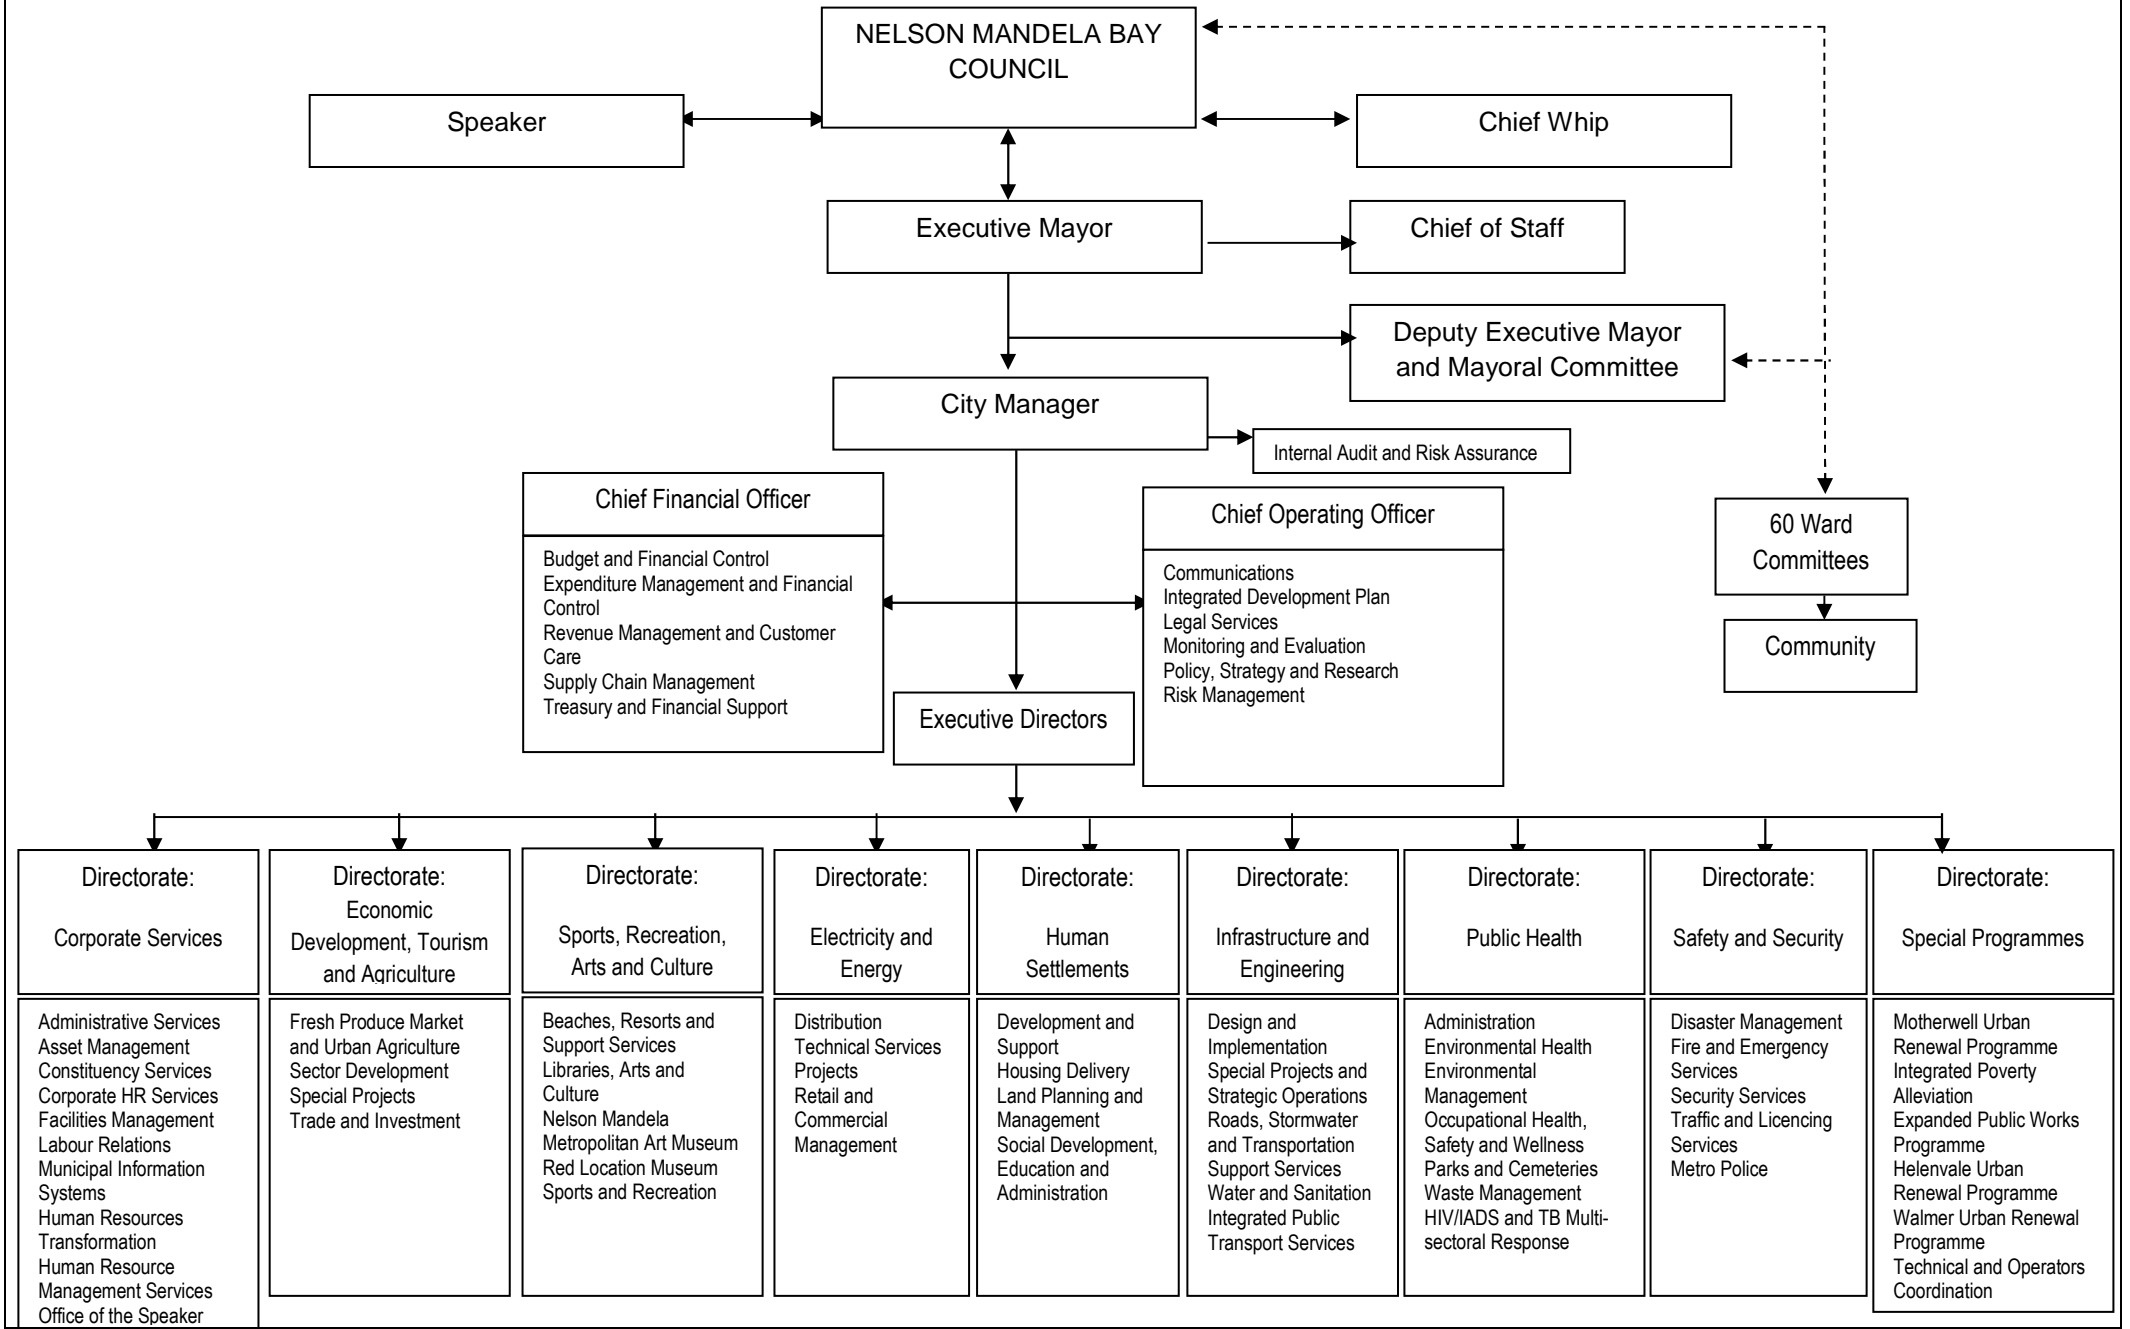 NELSON MANDELA BAY
COUNCIL
Speaker
Chief Whip
Executive Mayor
Chief of Staff
Deputy Executive Mayor
and Mayoral Committee
City Manager
Internal Audit and Risk Assurance
Chief Financial Officer
Budget and Financial Control
Expenditure Management and Financial
Control
Revenue Management and Customer
Care
Supply Chain Management
Treasury and Financial Support
Chief Operating Officer
Communications
Integrated Development Plan
Legal Services
Monitoring and Evaluation
Policy, Strategy and Research
Risk Management
60 Ward
Committees
Community
Executive Directors
Directorate:
Corporate Services
Administrative Services
Asset Management
Constituency Services
Corporate HR Services
Facilities Management
Labour Relations
Municipal Information
Systems
Human Resources
Transformation
Human Resource
Management Services
Office of the Speaker
Directorate:
Economic
Development, Tourism
and Agriculture
Fresh Produce Market
and Urban Agriculture
Sector Development
Special Projects
Trade and Investment
Directorate:
Sports, Recreation,
Arts and Culture
Beaches, Resorts and
Support Services
Libraries, Arts and
Culture
Nelson Mandela
Metropolitan Art Museum
Red Location Museum
Sports and Recreation
Directorate:
Electricity and
Energy
Distribution
Technical Services
Projects
Retail and
Commercial
Management
Directorate:
Human
Settlements
Development and
Support
Housing Delivery
Land Planning and
Management
Social Development,
Education and
Administration
Directorate:
Infrastructure and
Engineering
Design and
Implementation
Special Projects and
Strategic Operations
Roads, Stormwater
and Transportation
Support Services
Water and Sanitation
Integrated Public
Transport Services
Directorate:
Public Health
Administration
Environmental Health
Environmental
Management
Occupational Health,
Safety and Wellness
Parks and Cemeteries
Waste Management
HIV/IADS and TB Multi-
sectoral Response
Directorate:
Safety and Security
Disaster Management
Fire and Emergency
Services
Security Services
Traffic and Licencing
Services
Metro Police
Directorate:
Special Programmes
Motherwell Urban
Renewal Programme
Integrated Poverty
Alleviation
Expanded Public Works
Programme
Helenvale Urban
Renewal Programme
Walmer Urban Renewal
Programme
Technical and Operators
Coordination